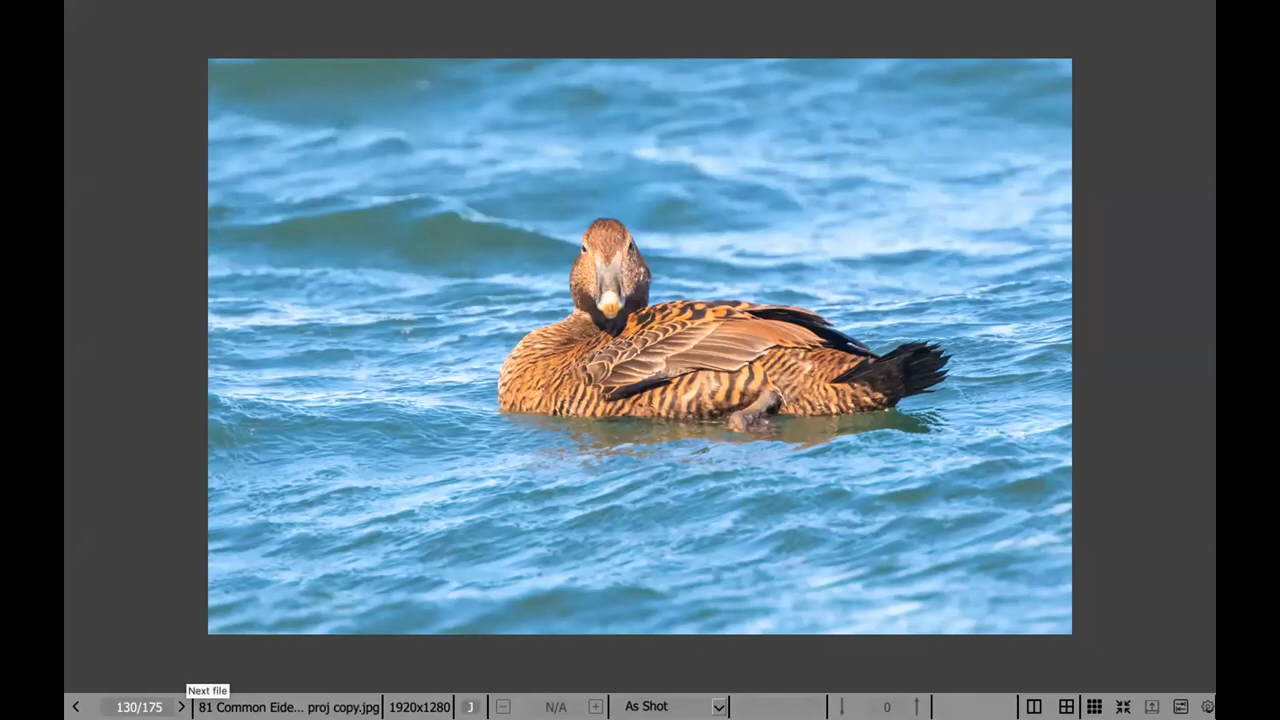 Next file
130/175
81 Common Eide... proj copy.jpg
1920x1280
J
N/A
As Shot
0